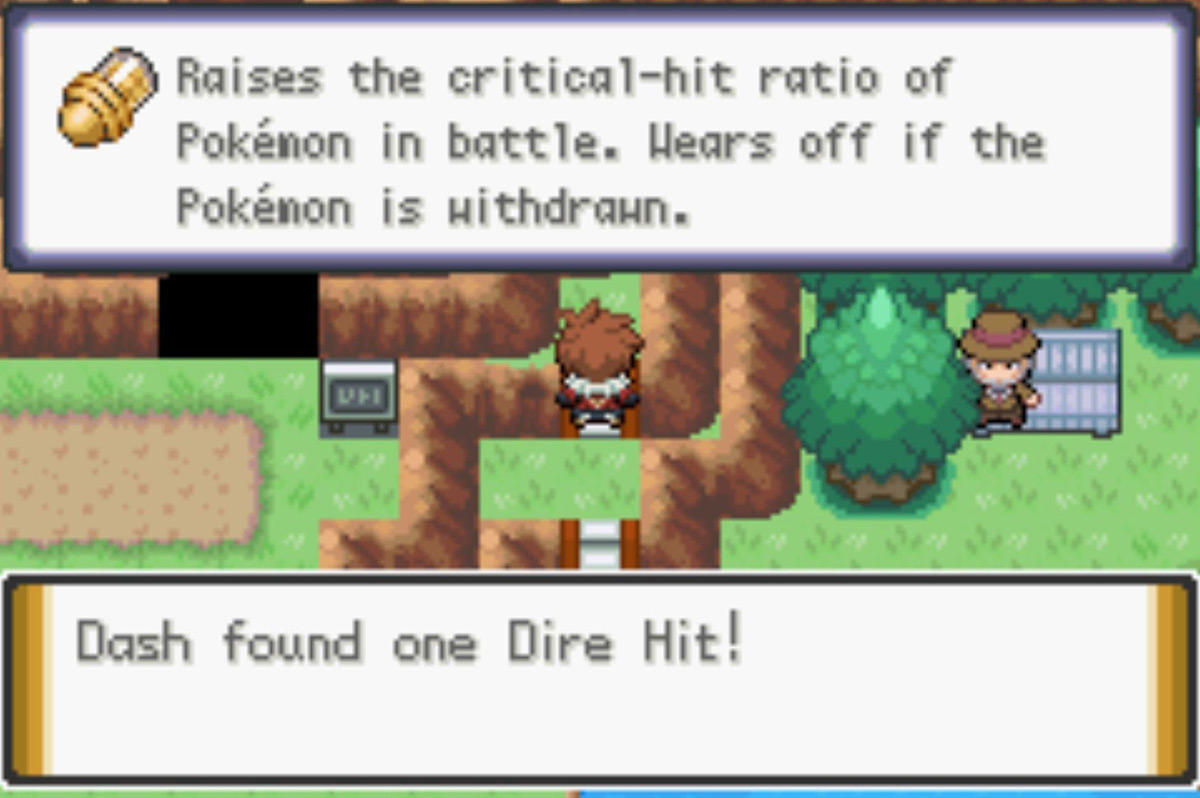 Raises the critical-hit ratio of
Pokémon in battle. Wears off if the
Pokémon is withdrawn.
Dash found one Dire Hit!